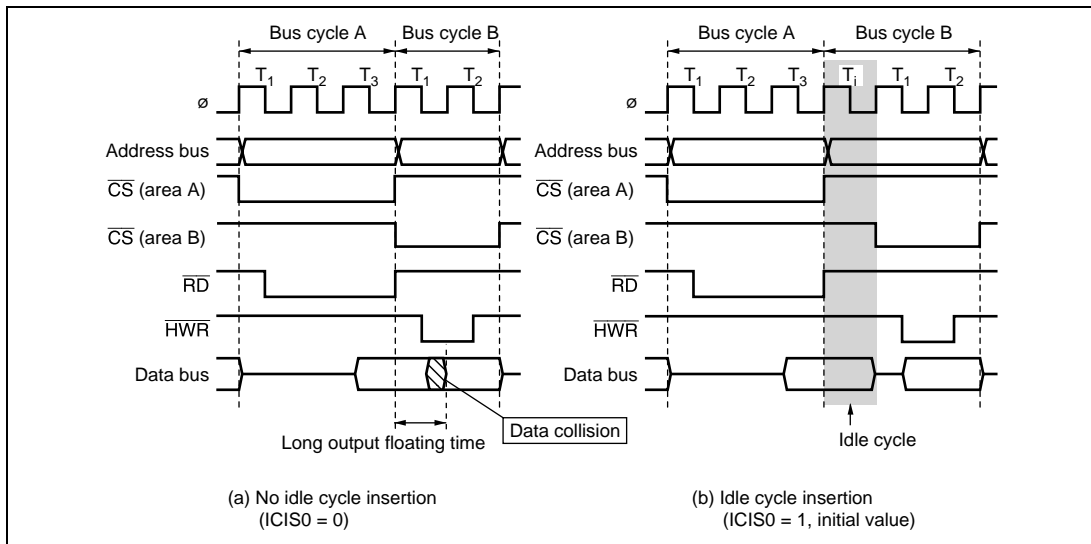 Bus cycle A Bus cycle B
T1 T2 T3 T1 T2
ø
Address bus
CS (area A)
CS (area B)
RD
HWR
Data bus
Long output floating time
Data collision
(a) No idle cycle insertion
(ICIS0 = 0)
Bus cycle A Bus cycle B
T1 T2 T3 Ti T1 T2
ø
Address bus
CS (area A)
CS (area B)
RD
HWR
Data bus
Idle cycle
(b) Idle cycle insertion
(ICIS0 = 1, initial value)